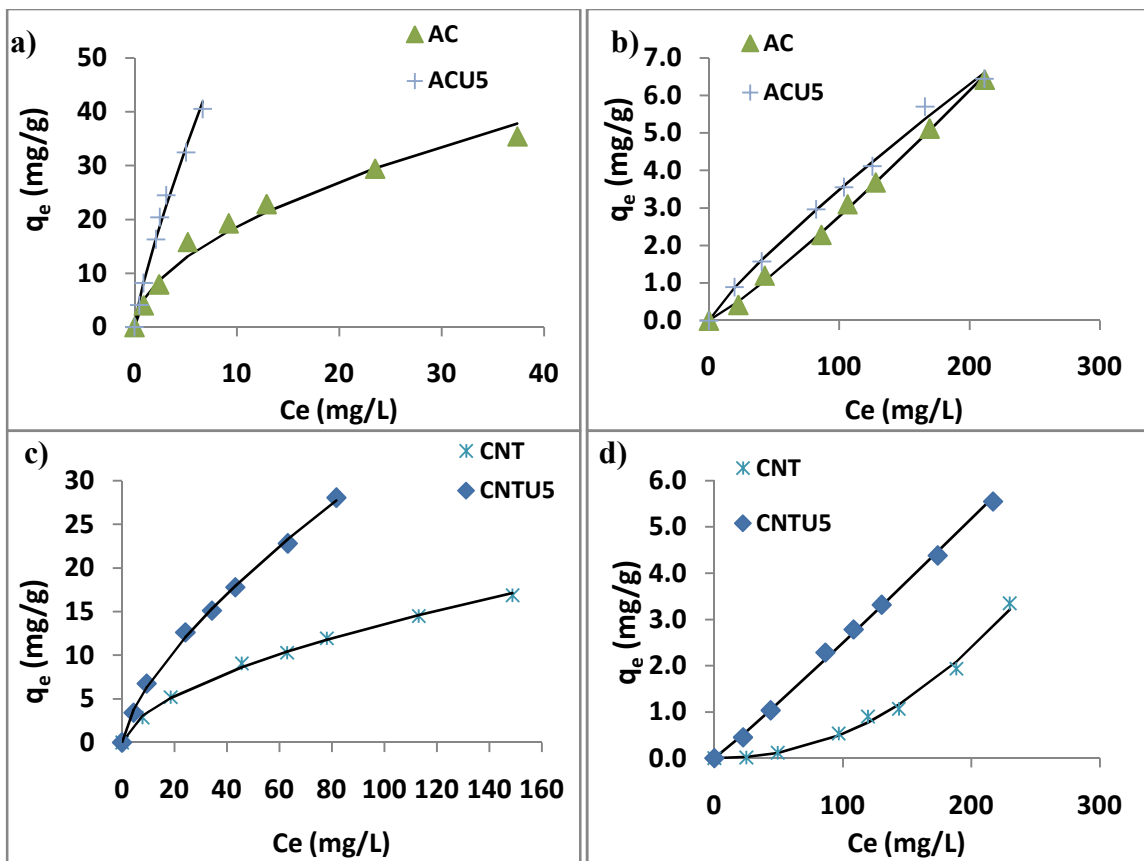 a)
AC
ACU5
50
40
30
20
10
0
q_e (mg/g)
0 10 20 30 40
Ce (mg/L)
b)
AC
ACU5
7.0
6.0
5.0
4.0
3.0
2.0
1.0
0.0
q_e (mg/g)
0 100 200 300
Ce (mg/L)
c)
CNT
CNTU5
30
25
20
15
10
5
0
q_e (mg/g)
0 20 40 60 80 100 120 140 160
Ce (mg/L)
d)
CNT
CNTU5
6.0
5.0
4.0
3.0
2.0
1.0
0.0
q_e (mg/g)
0 100 200 300
Ce (mg/L)